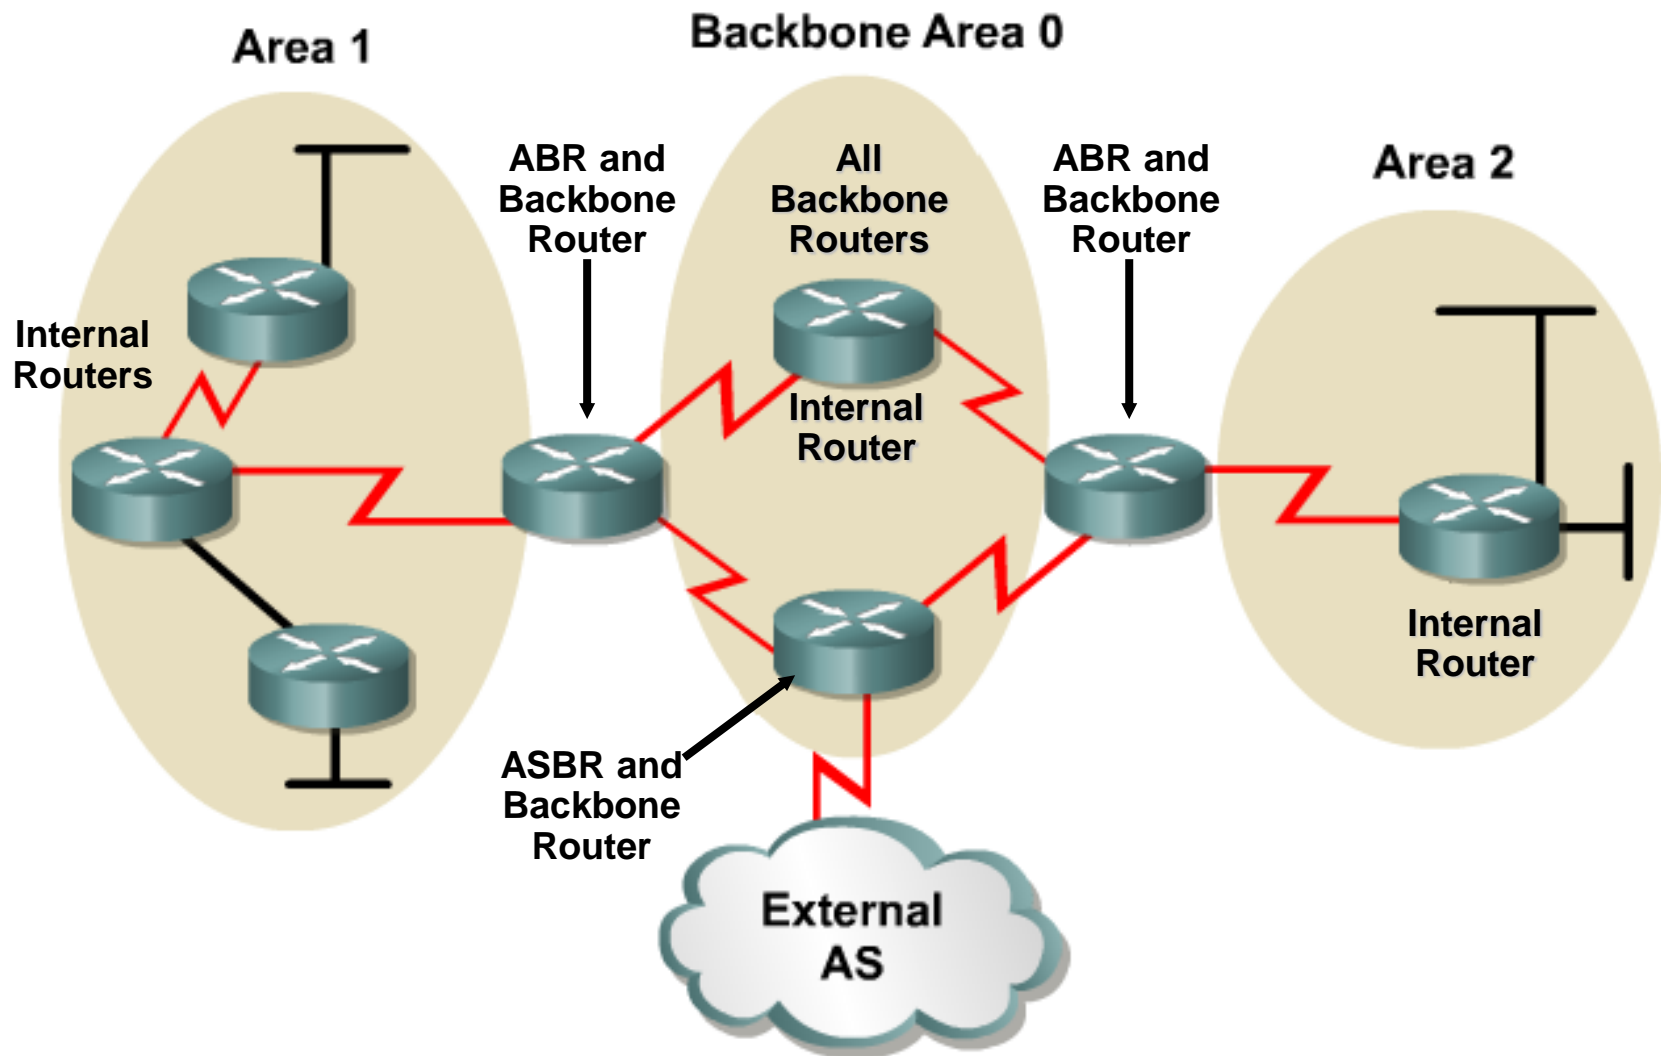 Area 1
Backbone Area 0
Area 2
ABR and
Backbone
Router
All
Backbone
Routers
ABR and
Backbone
Router
Internal
Routers
Internal
Router
Internal
Router
ASBR and
Backbone
Router
External
AS